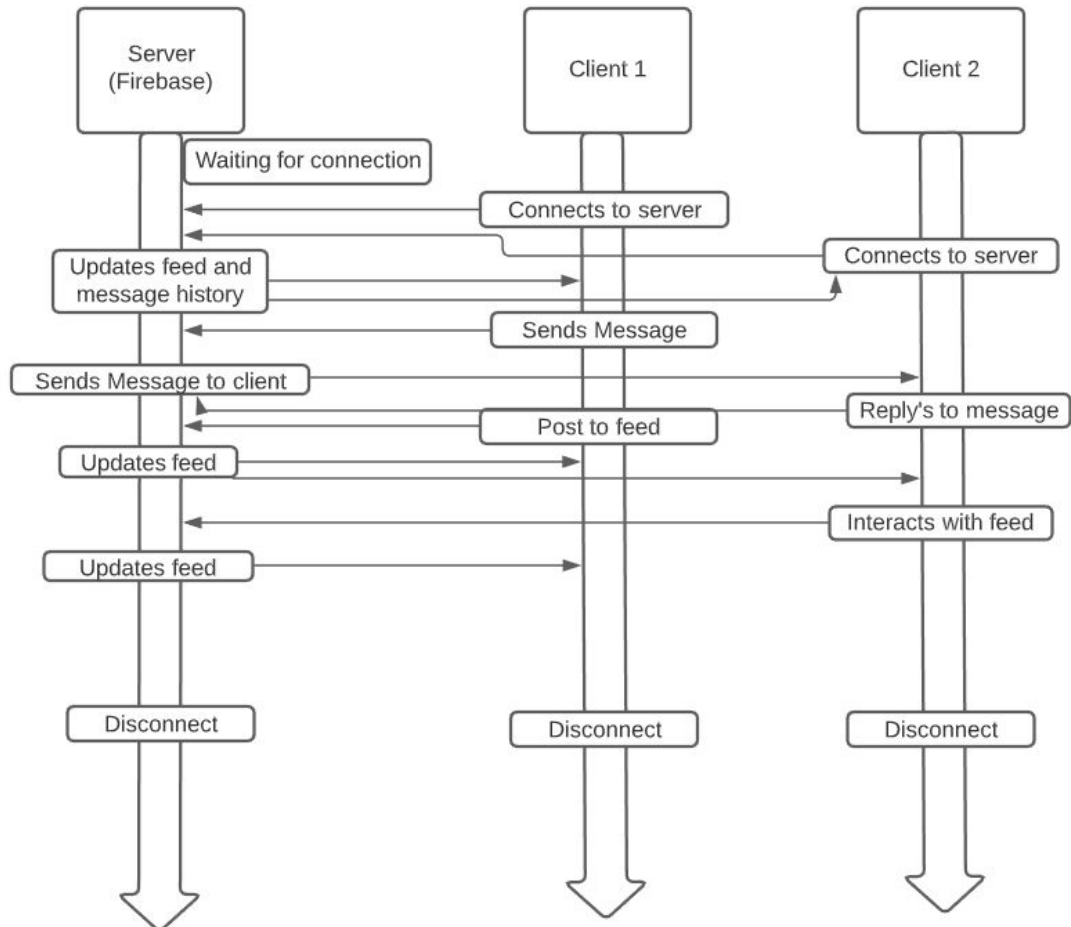 Server
(Firebase)
Client 1
Client 2
Waiting for connection
Connects to server
Connects to server
Updates feed and
message history
Sends Message
Sends Message to client
Reply's to message
Post to feed
Updates feed
Interacts with feed
Updates feed
Disconnect
Disconnect
Disconnect